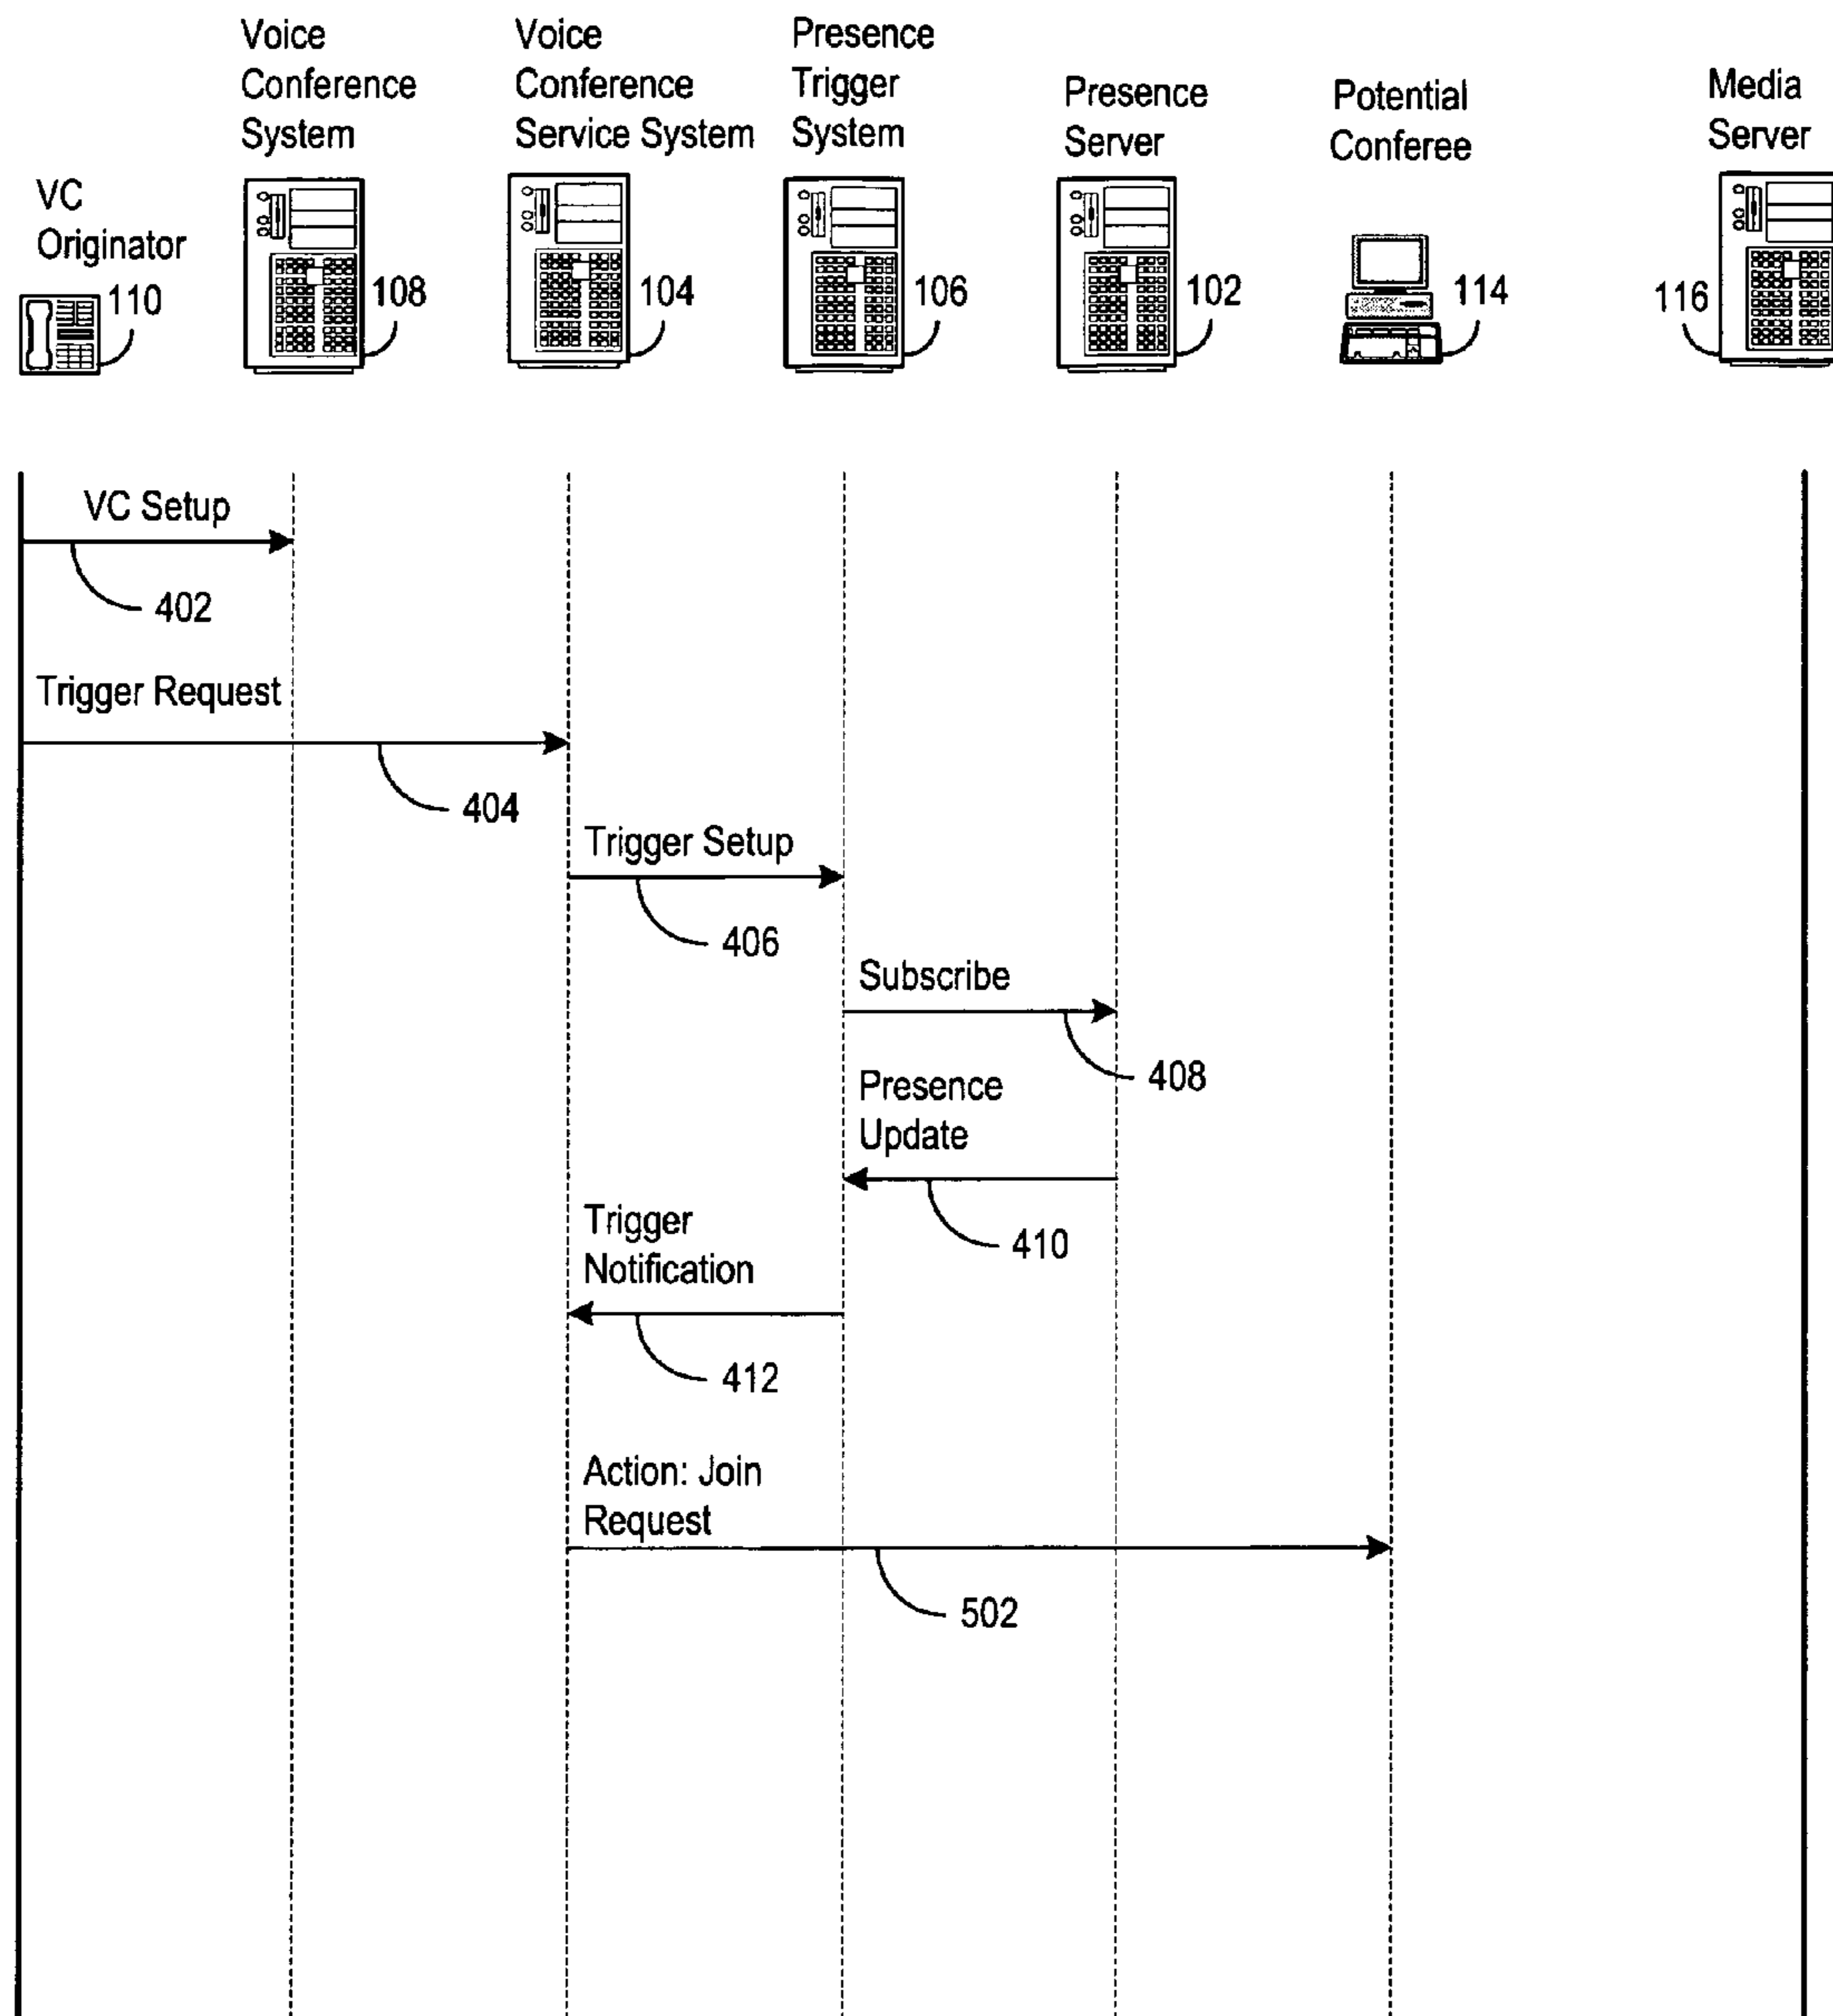 Voice
Conference
System
Voice
Conference
Service System
Presence
Trigger
System
Presence
Server
Potential
Conferee
Media
Server
VC
Originator
110
108
104
106
102
114
116
VC Setup
402
Trigger Request
404
Trigger Setup
406
Subscribe
408
Presence
Update
410
Trigger
Notification
412
Action: Join
Request
502